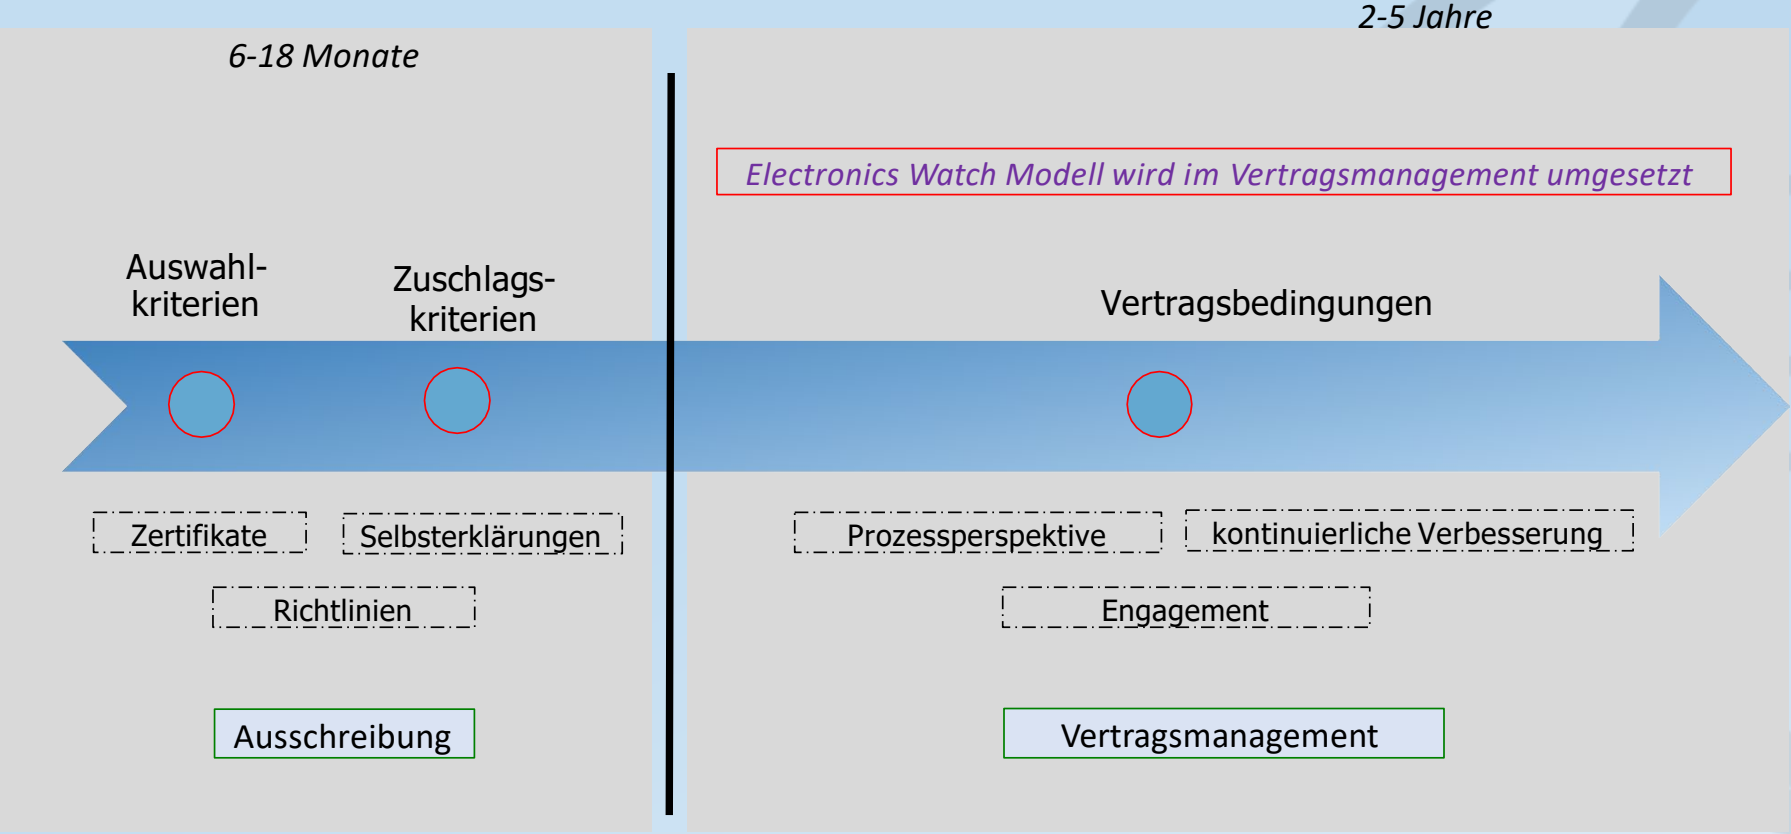 2-5 Jahre
6-18 Monate
Electronics Watch Modell wird im Vertragsmanagement umgesetzt
Auswahl-
kriterien
Zuschlags-
kriterien
Vertragsbedingungen
Zertifikate
Selbsterklärungen
Prozessperspektive
kontinuierliche Verbesserung
Richtlinien
Engagement
Ausschreibung
Vertragsmanagement